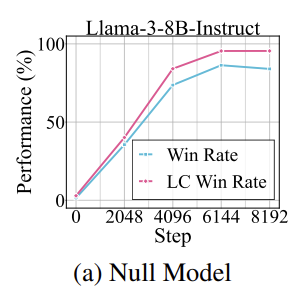 Llama-3-8B-Instruct
100
50
0
Performance (%)
Win Rate
LC Win Rate
0 2048 4096 6144 8192
Step
(a) Null Model